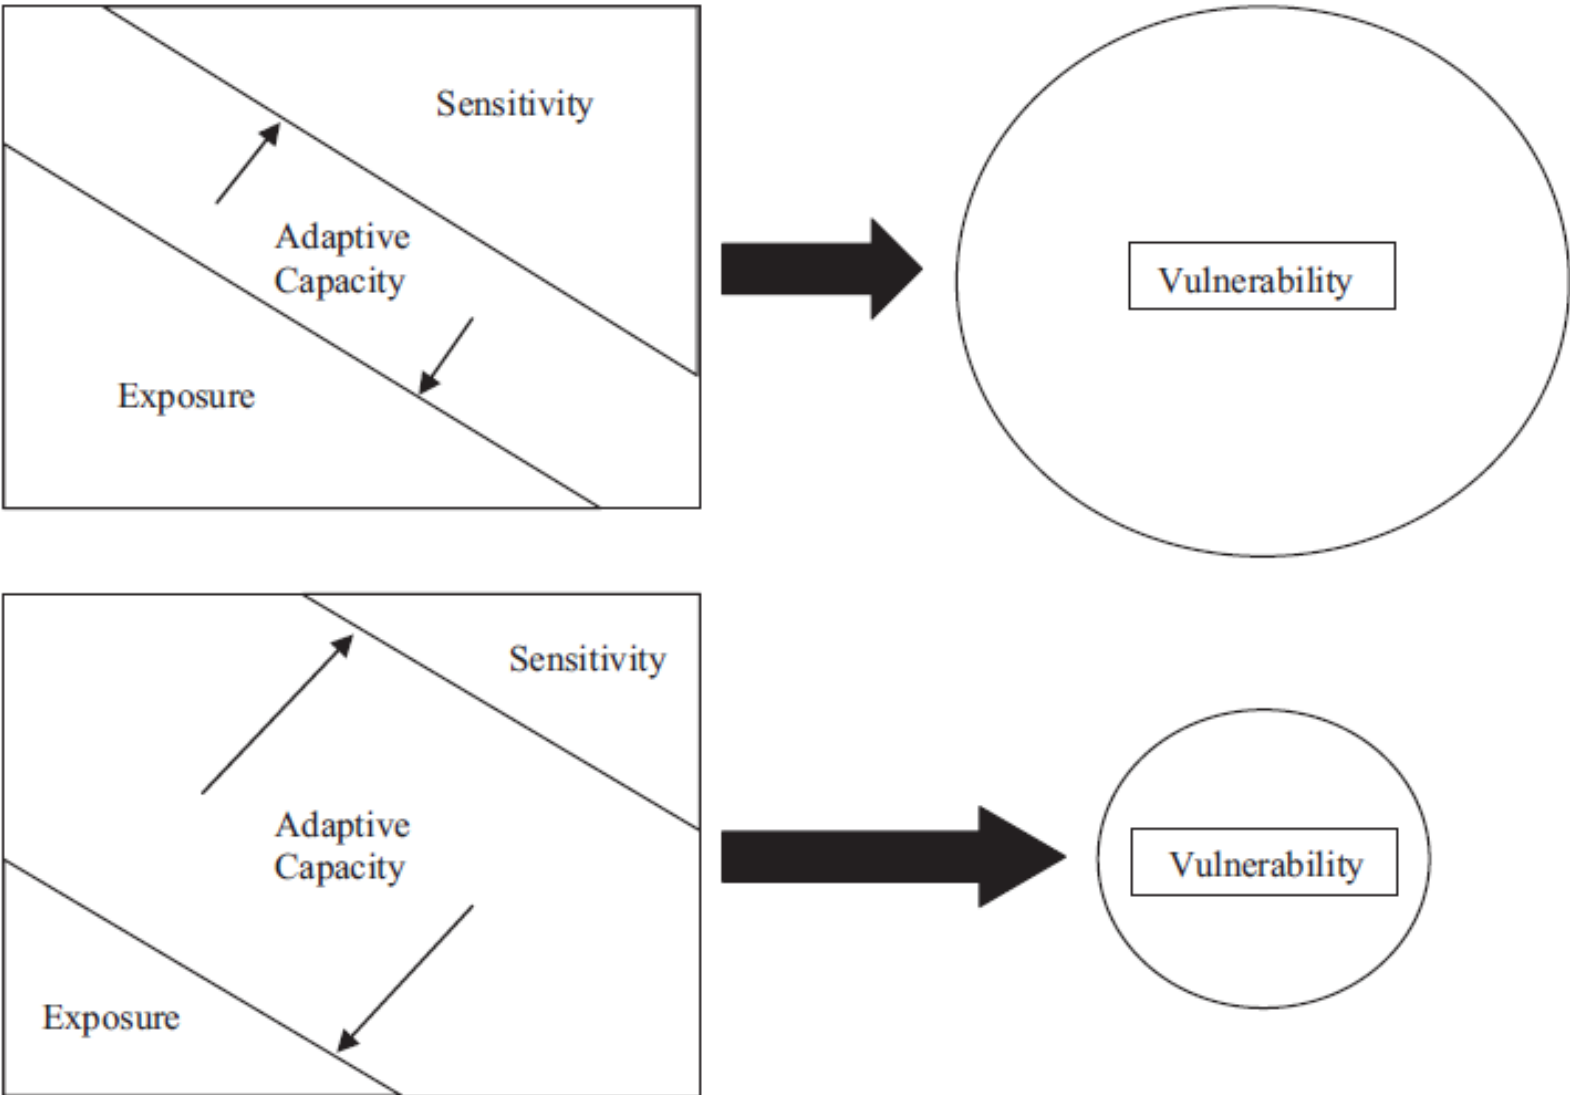 Sensitivity
Adaptive
Capacity
Exposure
Vulnerability
Sensitivity
Adaptive
Capacity
Exposure
Vulnerability